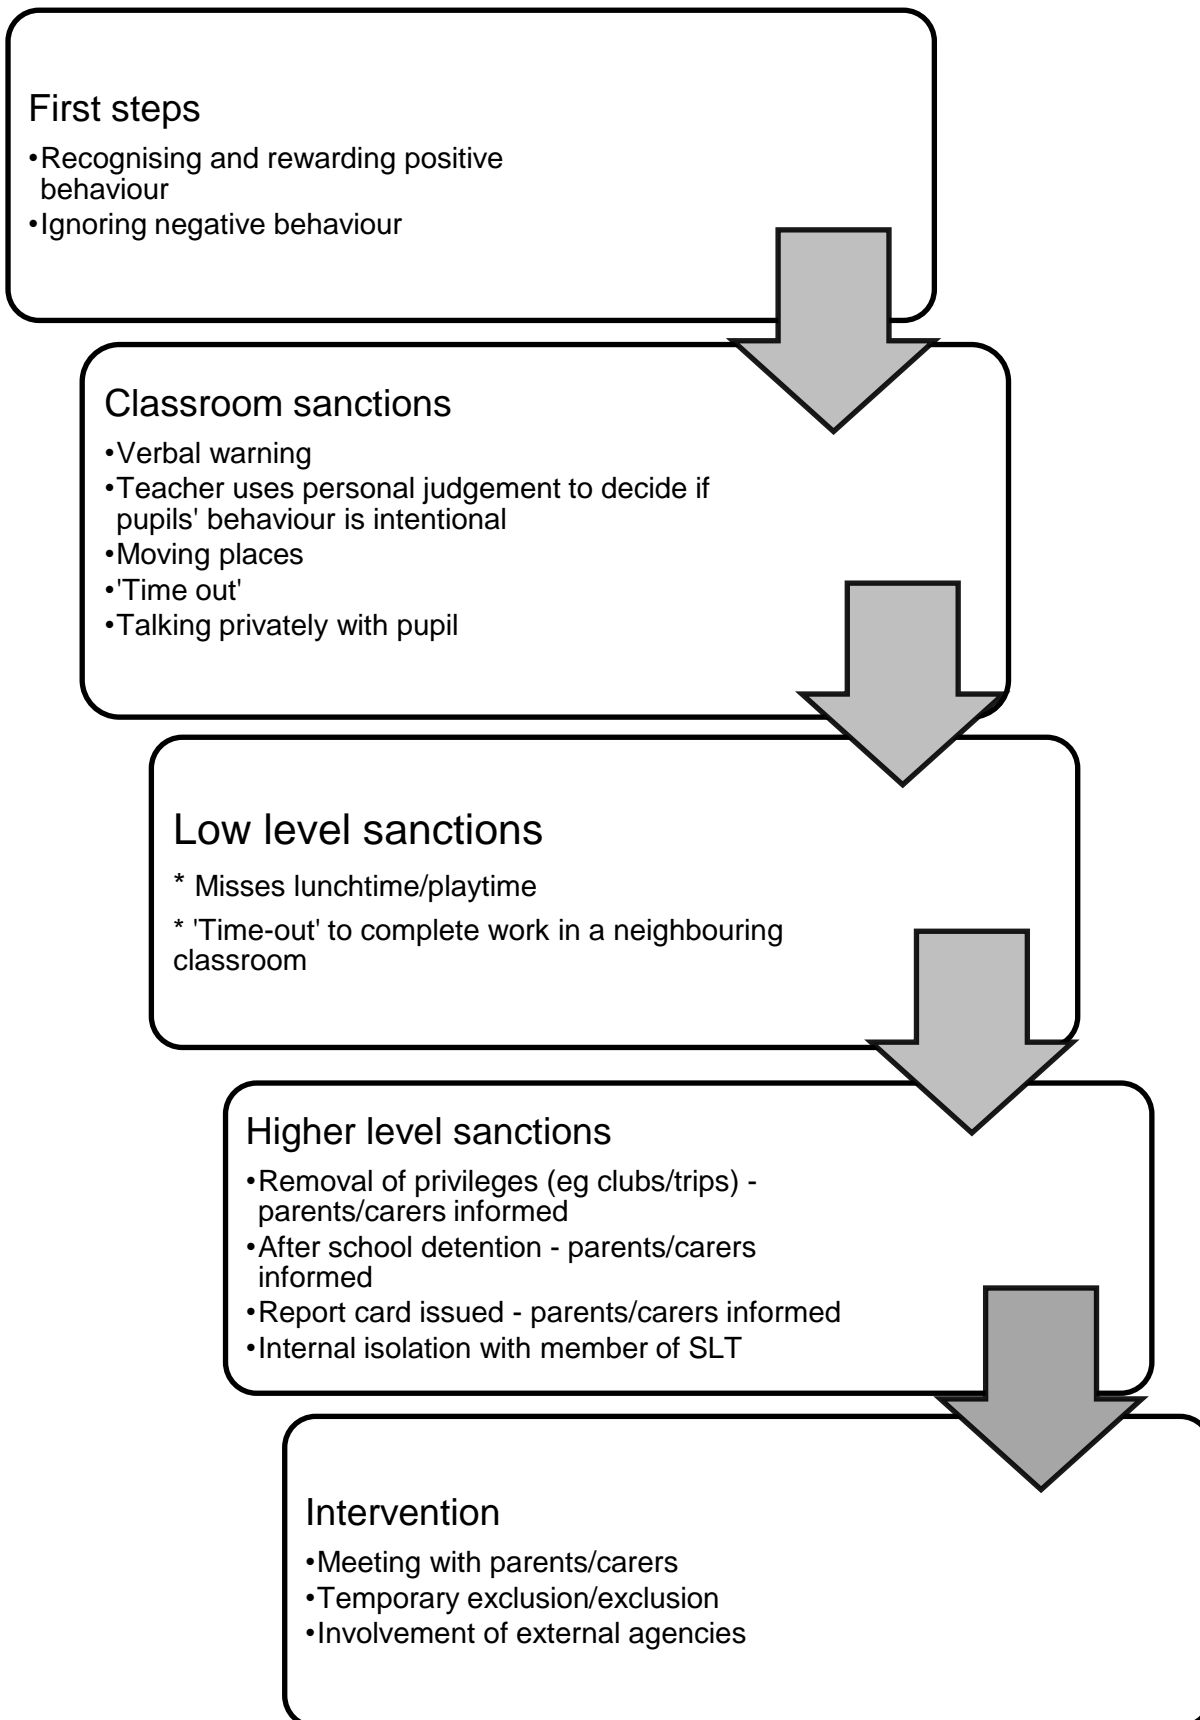 First steps
•Recognising and rewarding positive
behaviour
•Ignoring negative behaviour
Classroom sanctions
•Verbal warning
•Teacher uses personal judgement to decide if
pupils' behaviour is intentional
•Moving places
•'Time out'
•Talking privately with pupil
Low level sanctions
* Misses lunchtime/playtime
* 'Time-out' to complete work in a neighbouring
classroom
Higher level sanctions
•Removal of privileges (eg clubs/trips) -
parents/carers informed
•After school detention - parents/carers
informed
•Report card issued - parents/carers informed
•Internal isolation with member of SLT
Intervention
•Meeting with parents/carers
•Temporary exclusion/exclusion
•Involvement of external agencies